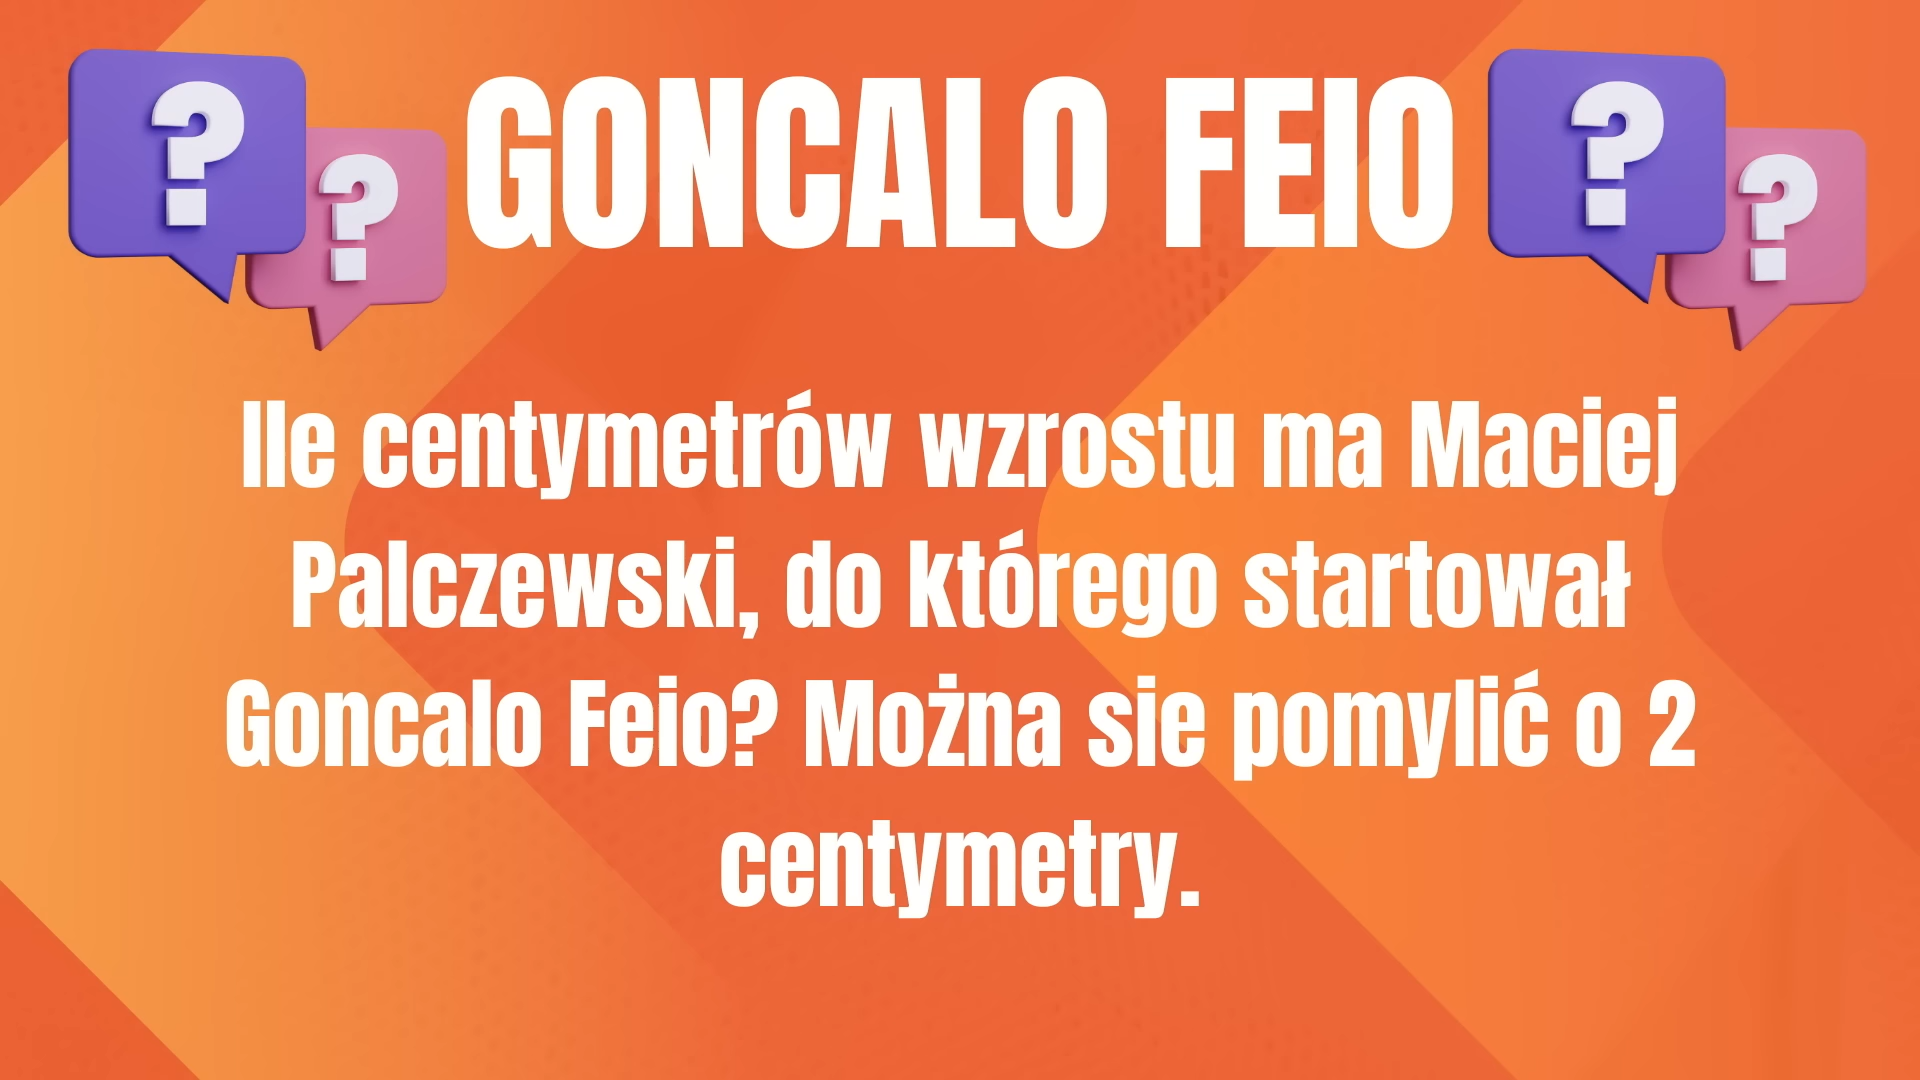 ?
?
GONCALO FEIO
?
?
Ile centymetrów wzrostu ma Maciej
Palczewski, do którego startował
Goncalo Feio? Można sie pomylić o 2
centymetry.